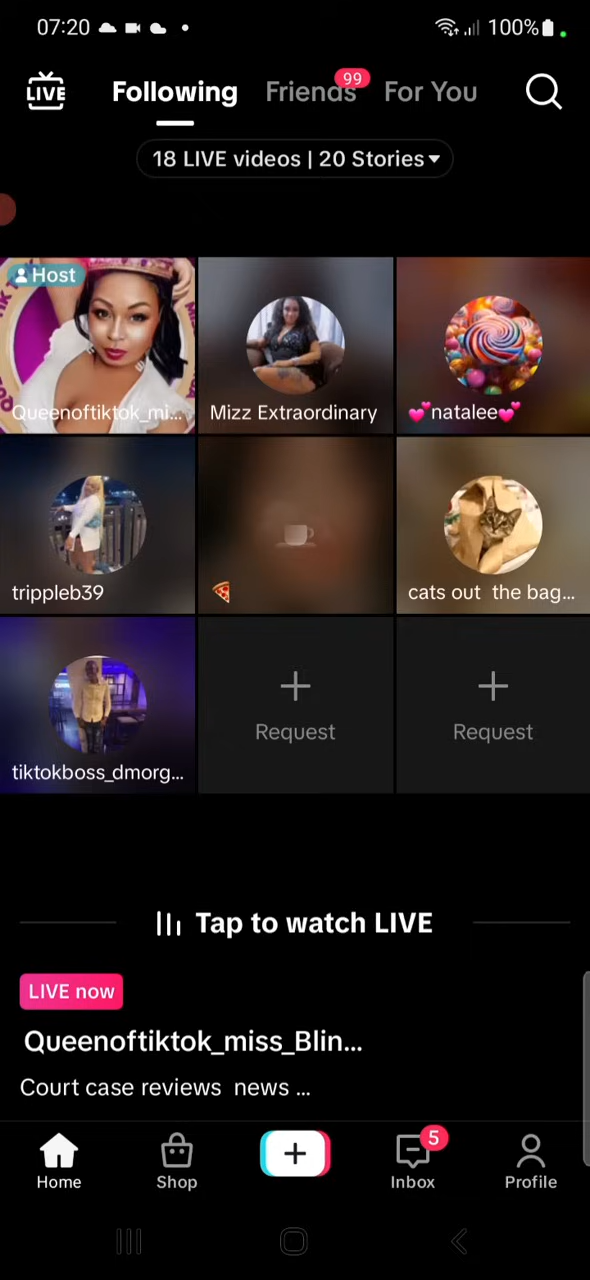 07:20
100%
LIVE
Following
Friends
99
For You
18 LIVE videos | 20 Stories
Host
Queenoftiktok_mi...
Mizz Extraordinary
💕natalee💕
trippleb39
🍕
cats out the bag...
tiktokboss_dmorg...
Request
Request
Tap to watch LIVE
LIVE now
Queenoftiktok_miss_Blin...
Court case reviews news ...
Home
Shop
5
Inbox
Profile